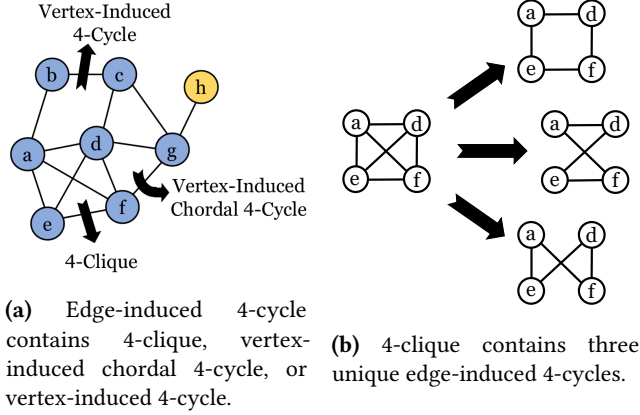 Vertex-Induced
4-Cycle
b
c
h
a
d
g
e
f
Vertex-Induced
Chordal 4-Cycle
4-Clique
(a) Edge-induced 4-cycle
contains 4-clique, vertex-
induced chordal 4-cycle, or
vertex-induced 4-cycle.
a d
e f
a d
e f
a d
e f
a d
e f
(b) 4-clique contains three
unique edge-induced 4-cycles.